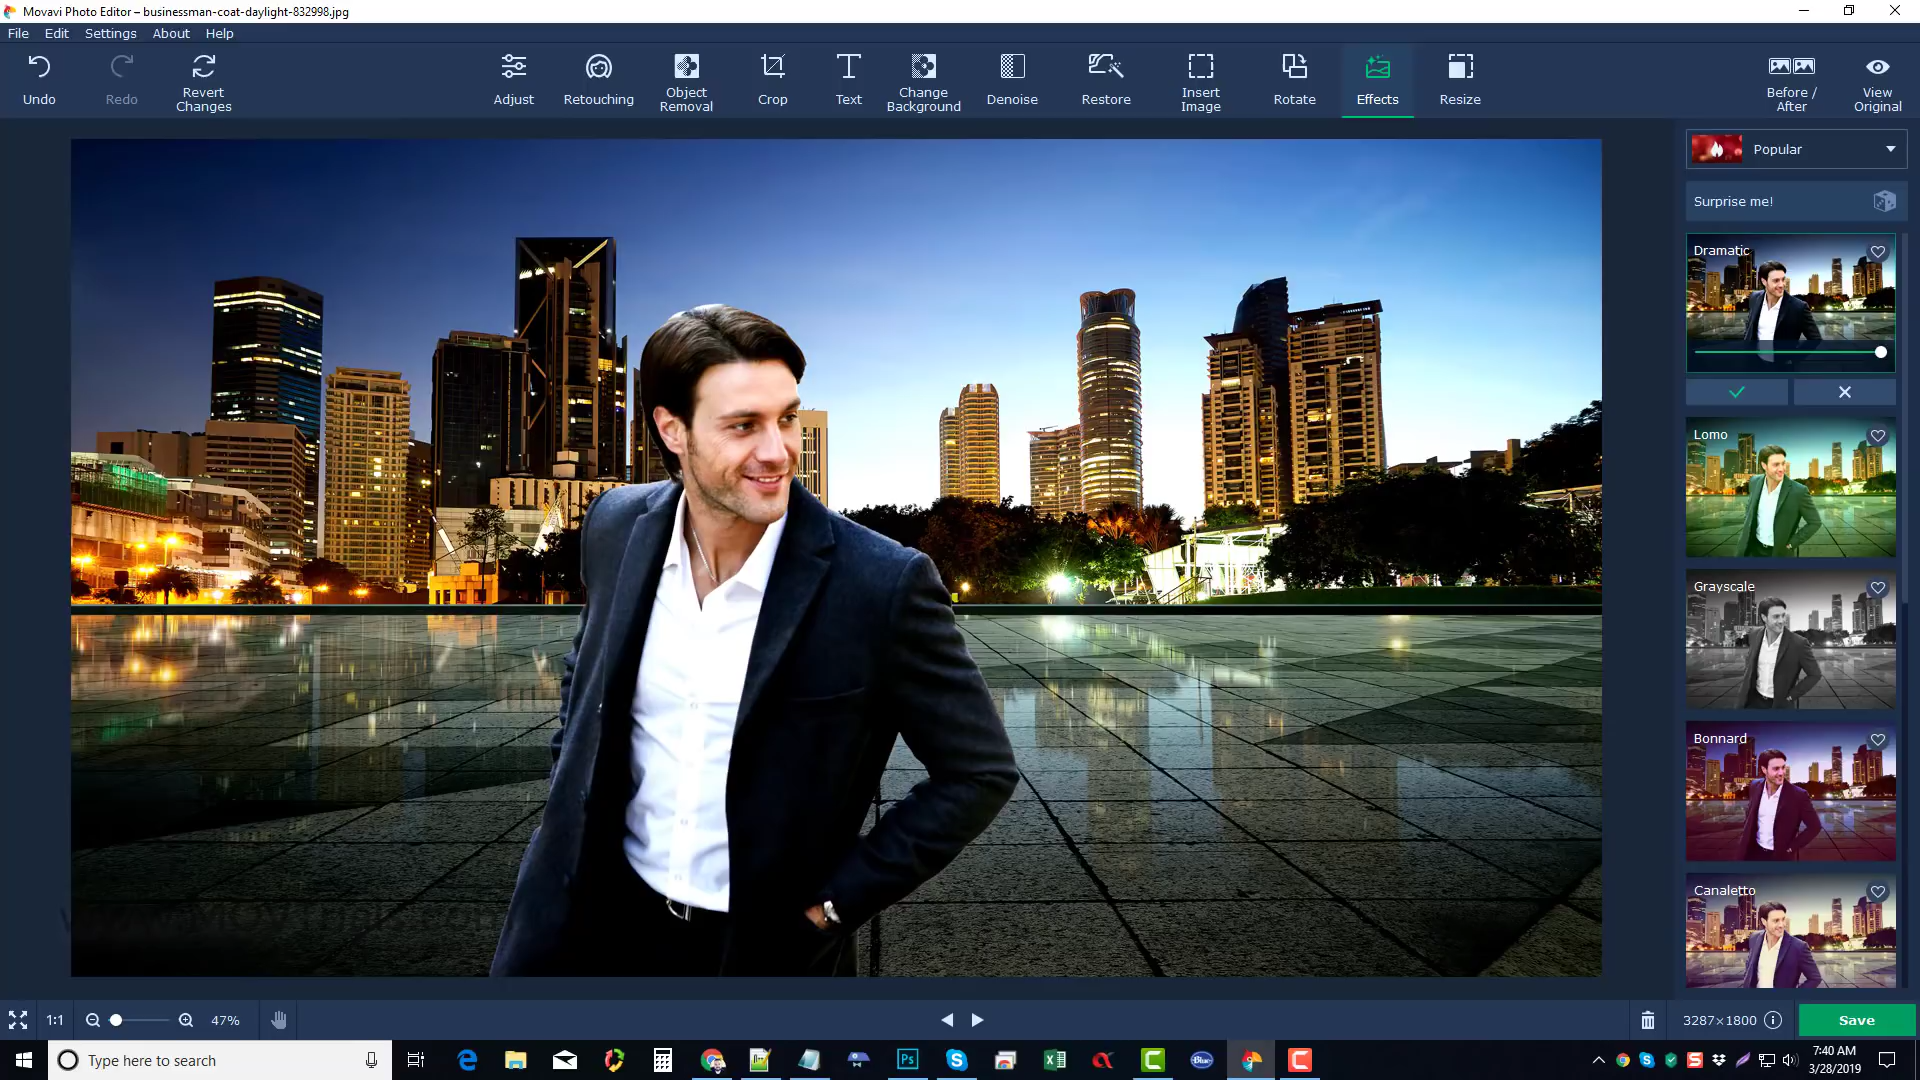 Movavi Photo Editor – businessman-coat-daylight-832998.jpg
File Edit Settings About Help
Undo
Redo
Revert
Changes
Adjust
Retouching
Object
Removal
Crop
Text
Change
Background
Denoise
Restore
Insert
Image
Rotate
Effects
Resize
Before /
After
View
Original
Popular
Surprise me!
Dramatic
Lomo
Grayscale
Bonnard
Canaletto
1:1
47%
3287×1800
Save
Type here to search
Ps
7:40 AM
3/28/2019